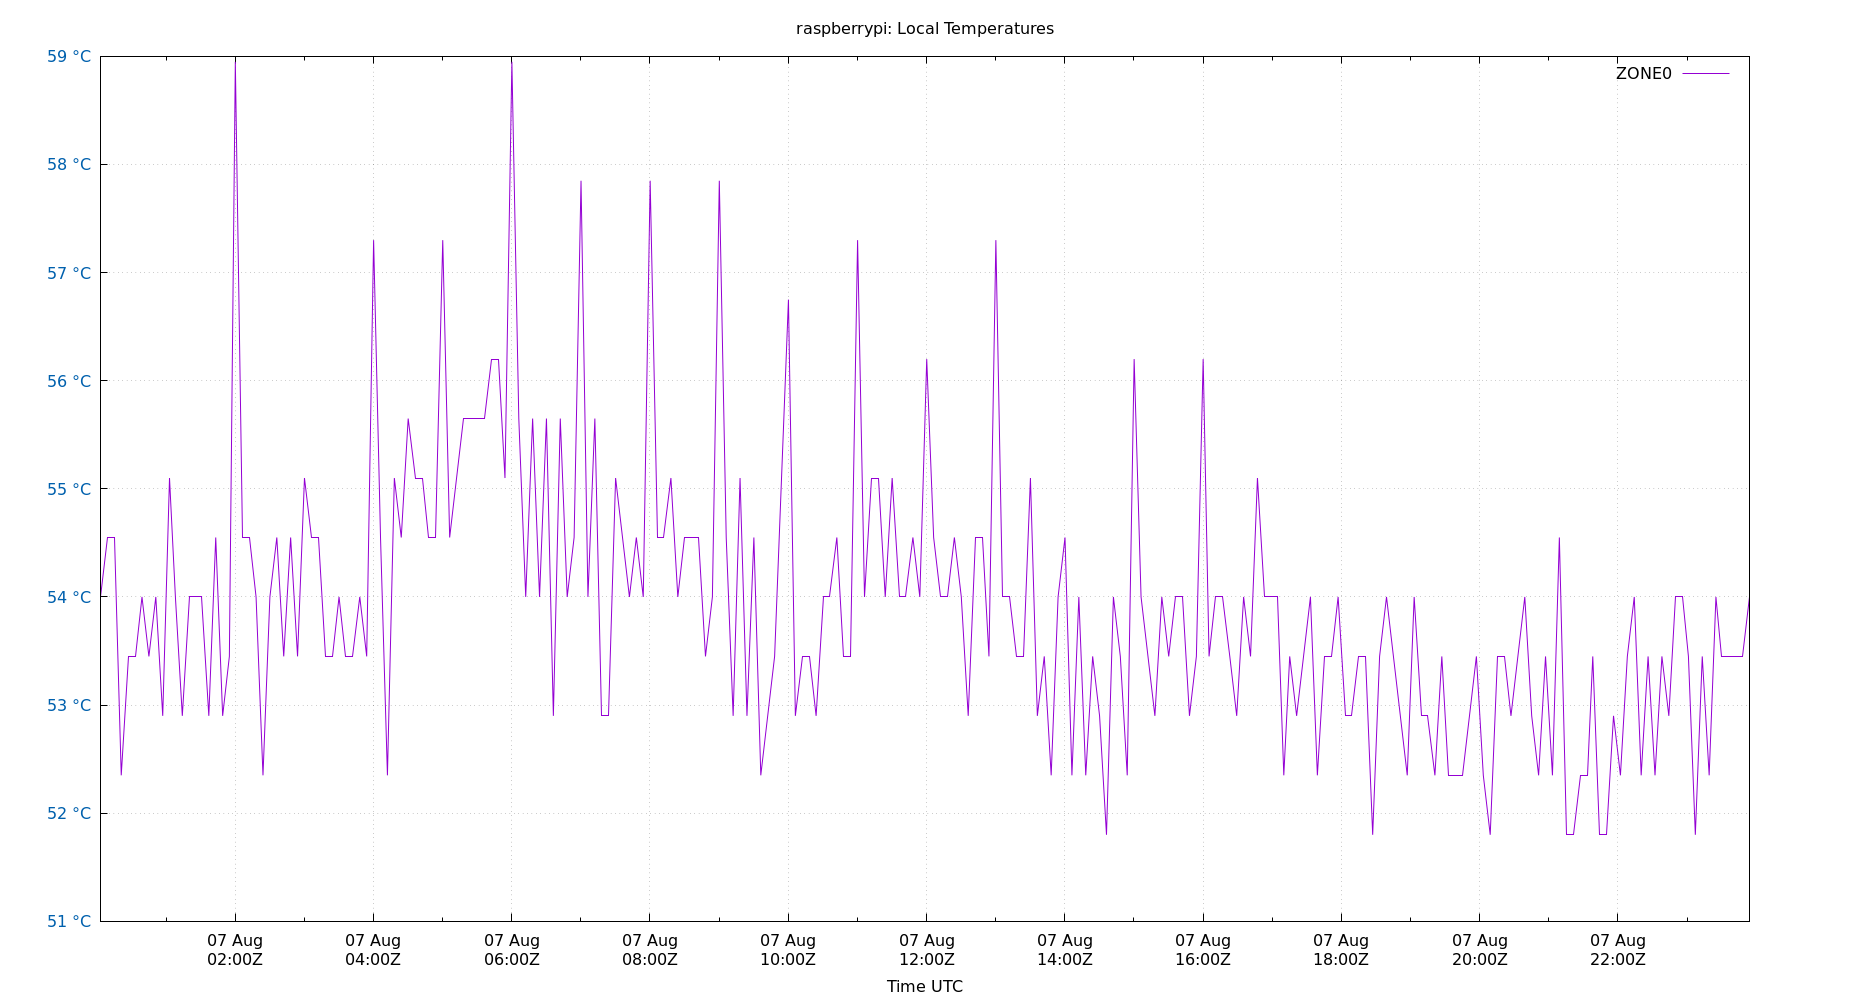 raspberrypi: Local Temperatures
59 °C
ZONE0
58 °C
57 °C
56 °C
55 °C
54 °C
53 °C
52 °C
51 °C
07 Aug 07 Aug 07 Aug 07 Aug 07 Aug 07 Aug 07 Aug 07 Aug 07 Aug 07 Aug 07 Aug
02:00Z 04:00Z 06:00Z 08:00Z 10:00Z 12:00Z 14:00Z 16:00Z 18:00Z 20:00Z 22:00Z
Time UTC